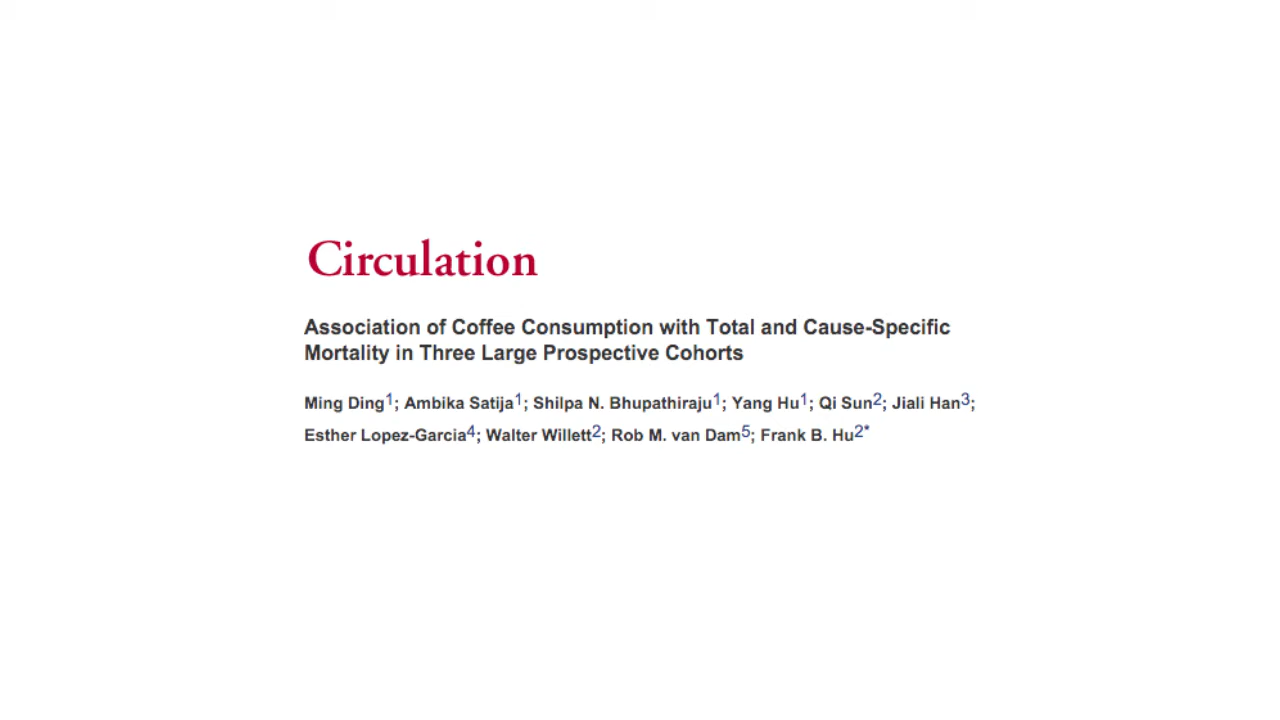 Circulation
Association of Coffee Consumption with Total and Cause-Specific
Mortality in Three Large Prospective Cohorts
Ming Ding1; Ambika Satija1; Shilpa N. Bhupathiraju1; Yang Hu1; Qi Sun2; Jiali Han3;
Esther Lopez-Garcia4; Walter Willett2; Rob M. van Dam5; Frank B. Hu2*